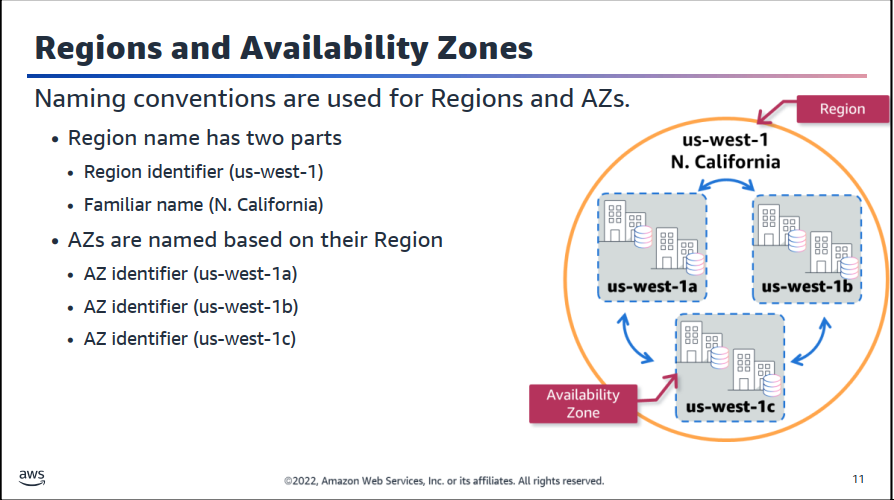 Regions and Availability Zones
Naming conventions are used for Regions and AZs.
• Region name has two parts
• Region identifier (us-west-1)
• Familiar name (N. California)
• AZs are named based on their Region
• AZ identifier (us-west-1a)
• AZ identifier (us-west-1b)
• AZ identifier (us-west-1c)
Region
us-west-1
N. California
us-west-1a
us-west-1b
Availability
Zone
us-west-1c
aws
©2022, Amazon Web Services, Inc. or its affiliates. All rights reserved.
11